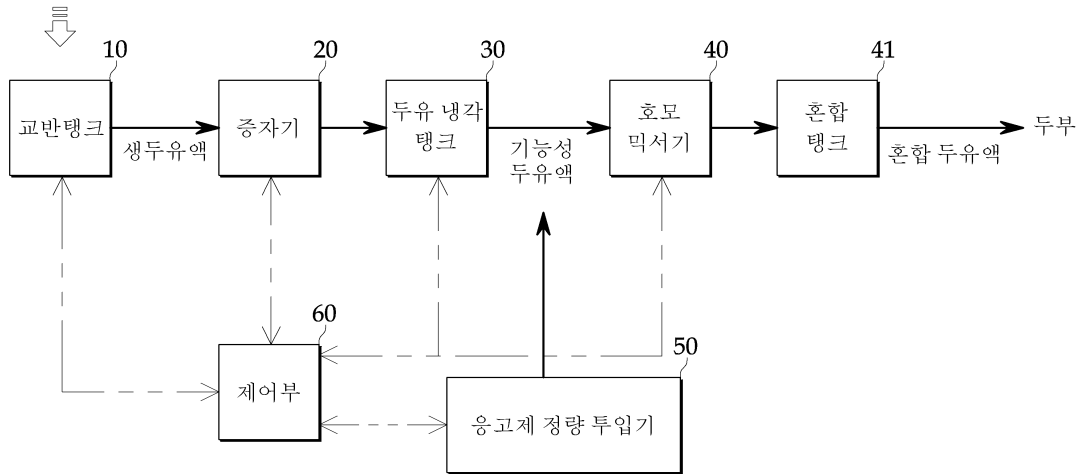 10
20
30
40
41
교반탱크
생두유액
증자기
두유 냉각
탱크
기능성
두유액
호모
믹서기
혼합
탱크
혼합 두유액
두부
60
제어부
50
응고제 정량 투입기